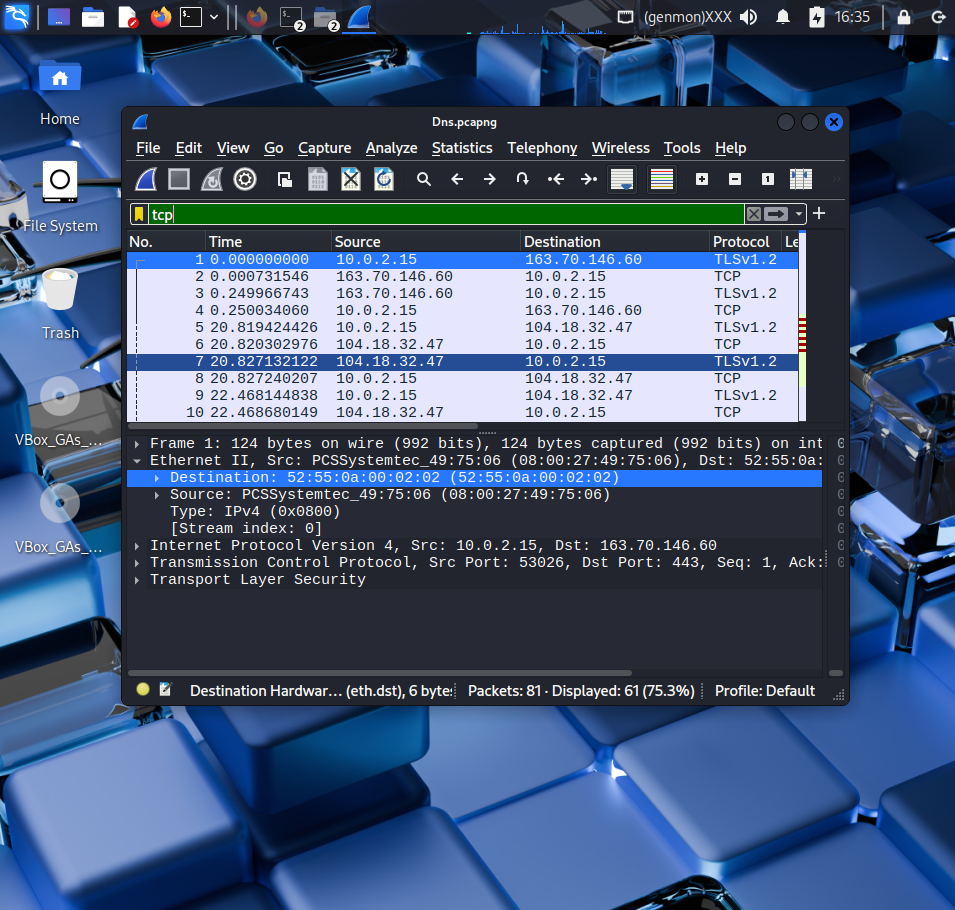 2
2
(genmon)XXX
16:35
Home
File System
Trash
VBox_GAs_...
VBox_GAs_...
Dns.pcapng
File Edit View Go Capture Analyze Statistics Telephony Wireless Tools Help
tcp
No. Time Source Destination Protocol Le
1 0.000000000 10.0.2.15 163.70.146.60 TLSv1.2
2 0.000731546 163.70.146.60 10.0.2.15 TCP
3 0.249966743 163.70.146.60 10.0.2.15 TLSv1.2
4 0.250034060 10.0.2.15 163.70.146.60 TCP
5 20.819424426 10.0.2.15 104.18.32.47 TLSv1.2
6 20.820302976 104.18.32.47 10.0.2.15 TCP
7 20.827132122 104.18.32.47 10.0.2.15 TLSv1.2
8 20.827240207 10.0.2.15 104.18.32.47 TCP
9 22.468144838 10.0.2.15 104.18.32.47 TLSv1.2
10 22.468680149 104.18.32.47 10.0.2.15 TCP
Frame 1: 124 bytes on wire (992 bits), 124 bytes captured (992 bits) on int
Ethernet II, Src: PCSSystemtec_49:75:06 (08:00:27:49:75:06), Dst: 52:55:0a:
Destination: 52:55:0a:00:02:02 (52:55:0a:00:02:02)
Source: PCSSystemtec_49:75:06 (08:00:27:49:75:06)
Type: IPv4 (0x0800)
[Stream index: 0]
Internet Protocol Version 4, Src: 10.0.2.15, Dst: 163.70.146.60
Transmission Control Protocol, Src Port: 53026, Dst Port: 443, Seq: 1, Ack:
Transport Layer Security
Destination Hardwar... (eth.dst), 6 bytes Packets: 81 · Displayed: 61 (75.3%) Profile: Default